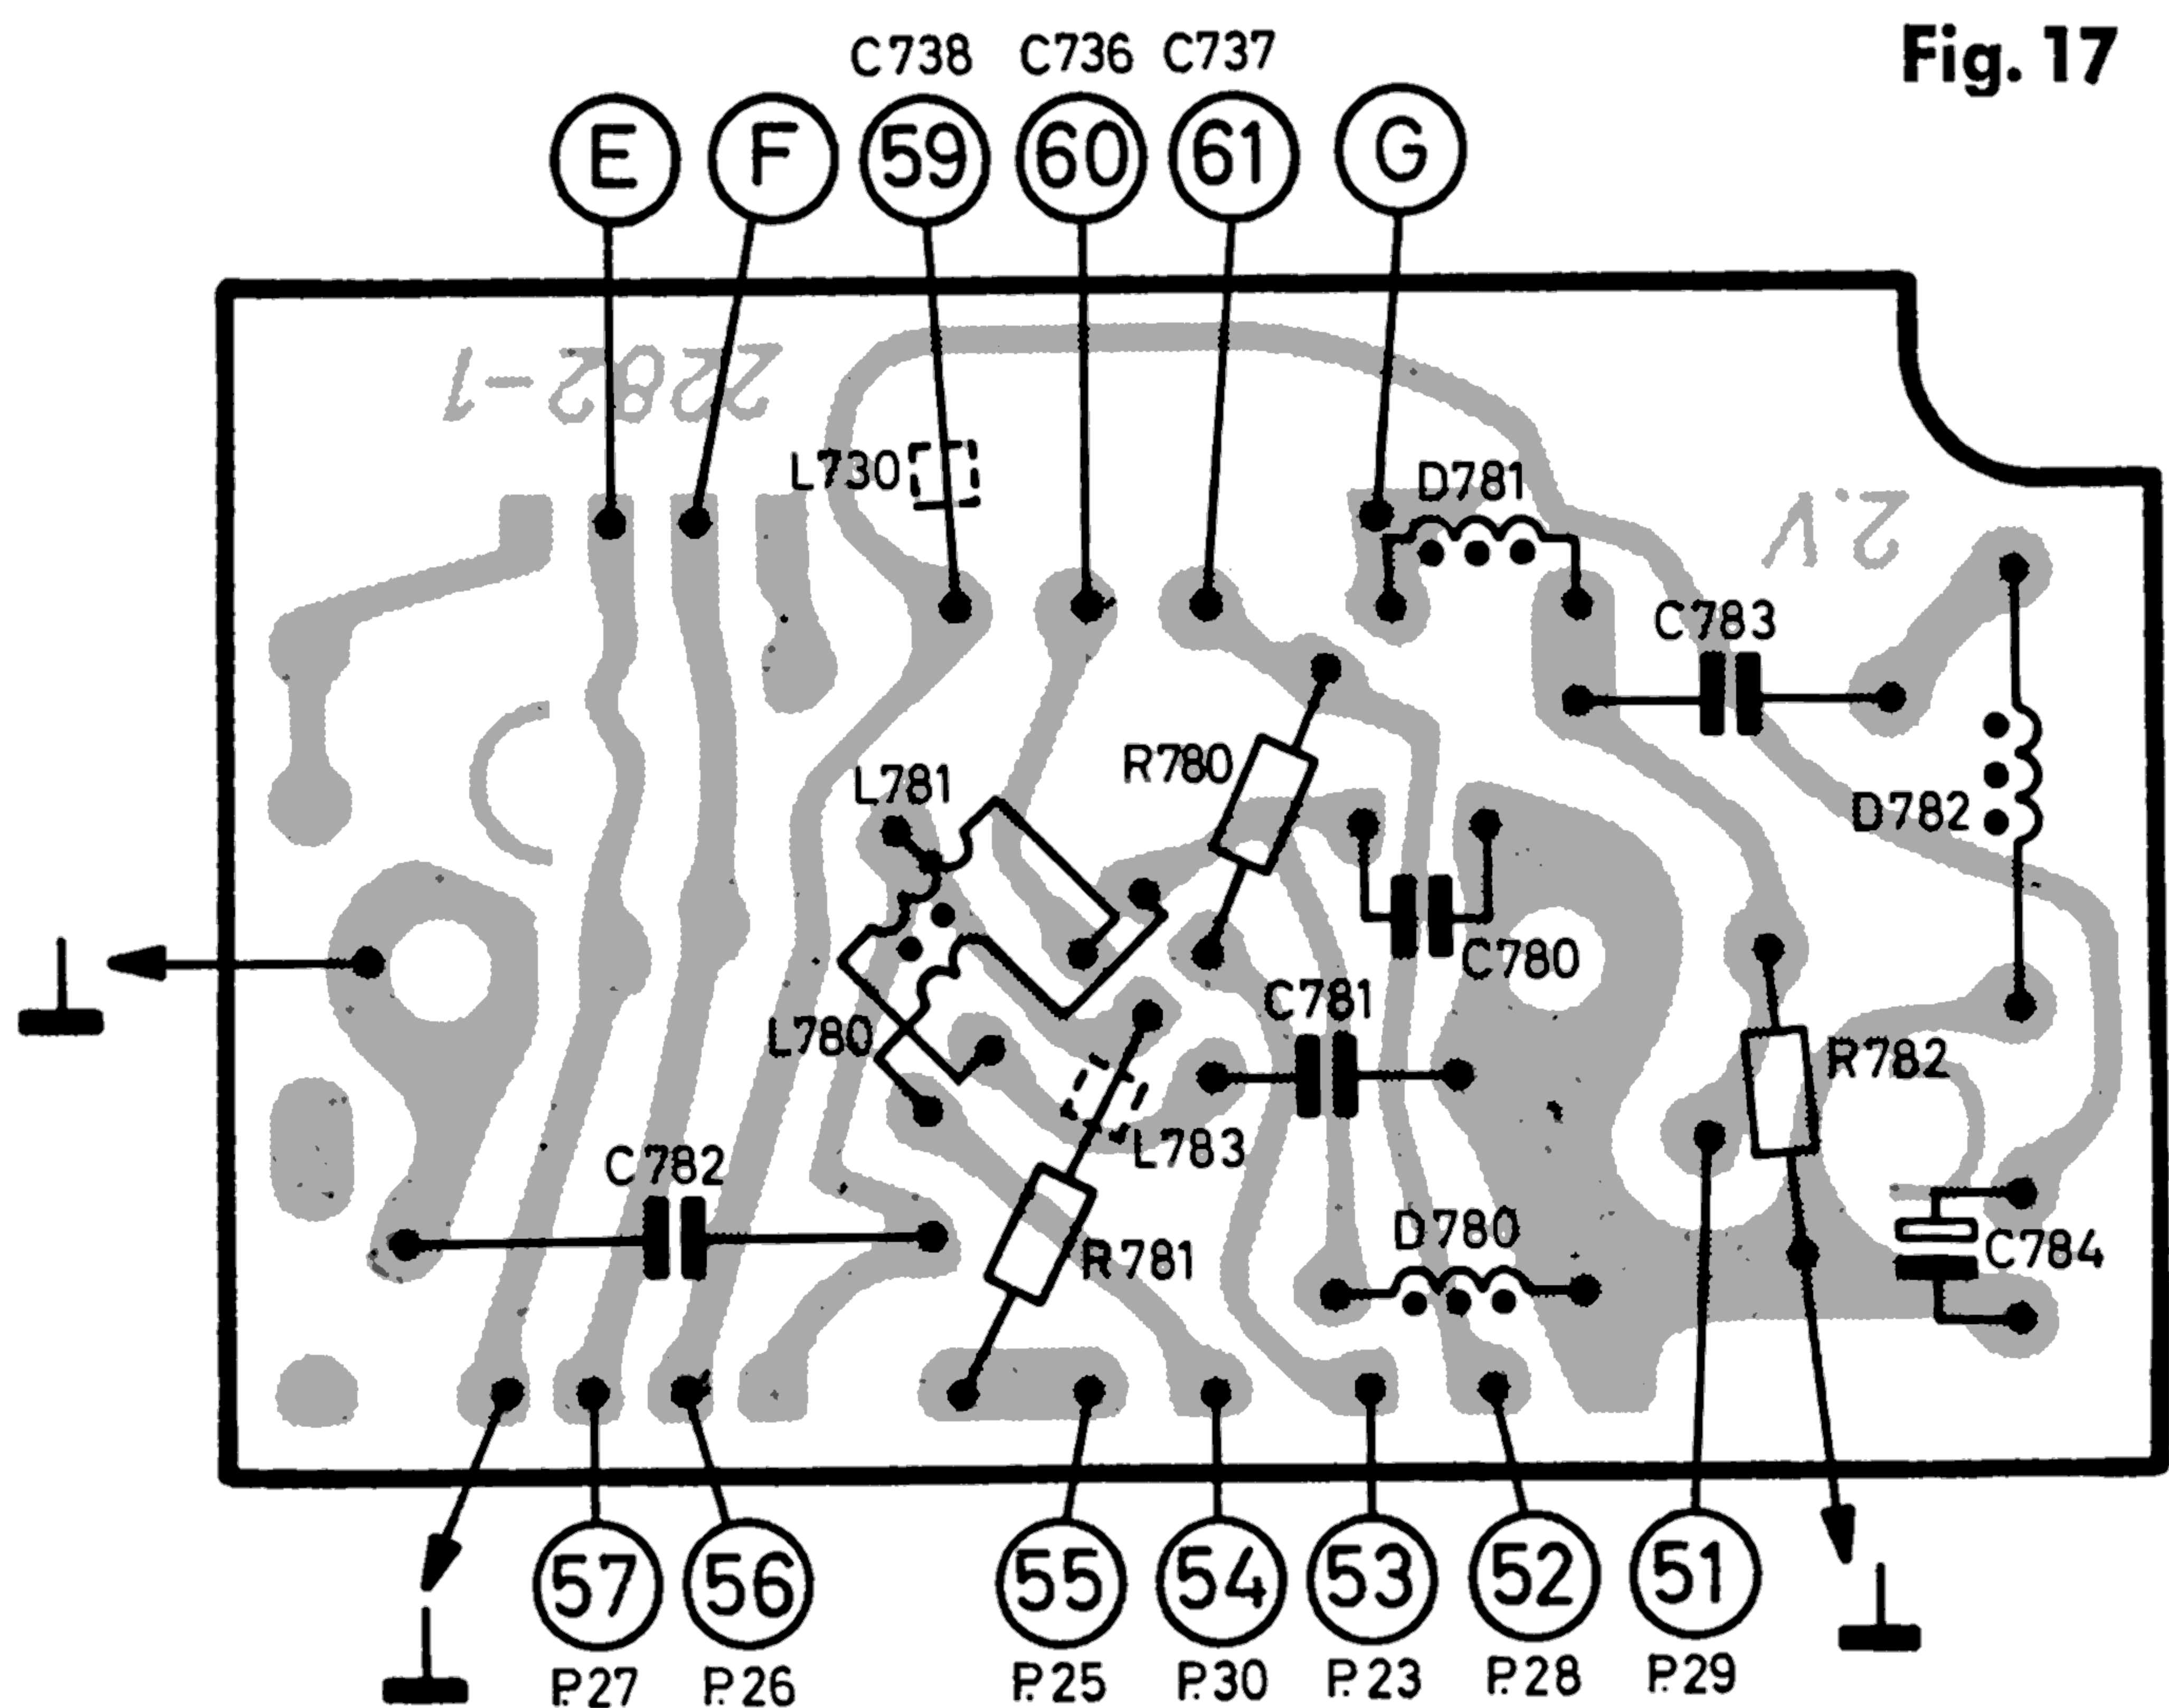 Fig. 17
C738 C736 C737
E F 59 60 61 G
2282-1
L730
D781
2.V
C783
L781
R780
D782
C780
C781
L780
R782
L783
C782
D780
R781
C784
57 56 55 54 53 52 51
P.27 P.26 P.25 P.30 P.23 P.28 P.29